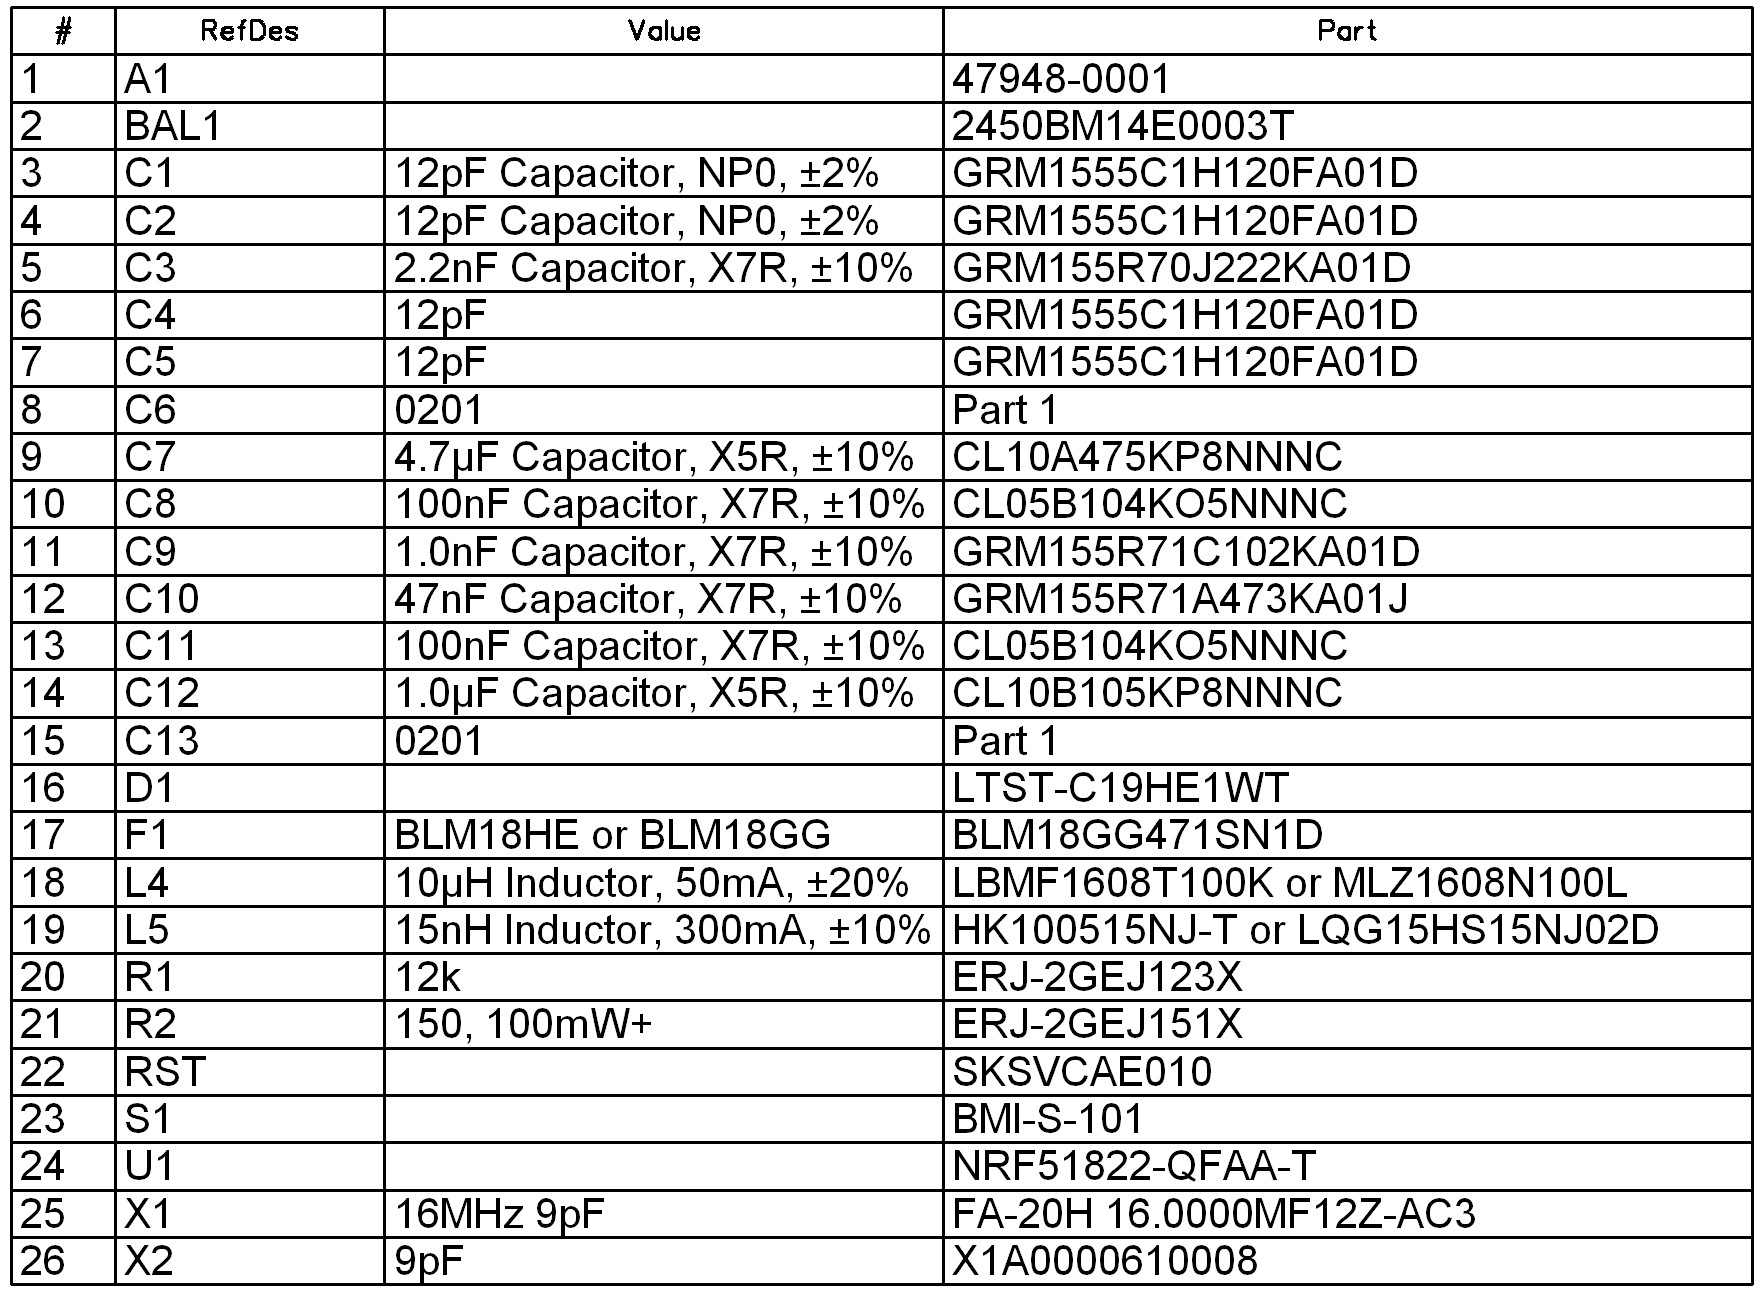 # RefDes Value Part
1 A1 47948-0001
2 BAL1 2450BM14E0003T
3 C1 12pF Capacitor, NP0, ±2% GRM1555C1H120FA01D
4 C2 12pF Capacitor, NP0, ±2% GRM1555C1H120FA01D
5 C3 2.2nF Capacitor, X7R, ±10% GRM155R70J222KA01D
6 C4 12pF GRM1555C1H120FA01D
7 C5 12pF GRM1555C1H120FA01D
8 C6 0201 Part 1
9 C7 4.7µF Capacitor, X5R, ±10% CL10A475KP8NNNC
10 C8 100nF Capacitor, X7R, ±10% CL05B104KO5NNNC
11 C9 1.0nF Capacitor, X7R, ±10% GRM155R71C102KA01D
12 C10 47nF Capacitor, X7R, ±10% GRM155R71A473KA01J
13 C11 100nF Capacitor, X7R, ±10% CL05B104KO5NNNC
14 C12 1.0µF Capacitor, X5R, ±10% CL10B105KP8NNNC
15 C13 0201 Part 1
16 D1 LTST-C19HE1WT
17 F1 BLM18HE or BLM18GG BLM18GG471SN1D
18 L4 10µH Inductor, 50mA, ±20% LBMF1608T100K or MLZ1608N100L
19 L5 15nH Inductor, 300mA, ±10% HK100515NJ-T or LQG15HS15NJ02D
20 R1 12k ERJ-2GEJ123X
21 R2 150, 100mW+ ERJ-2GEJ151X
22 RST SKSVCAE010
23 S1 BMI-S-101
24 U1 NRF51822-QFAA-T
25 X1 16MHz 9pF FA-20H 16.0000MF12Z-AC3
26 X2 9pF X1A0000610008